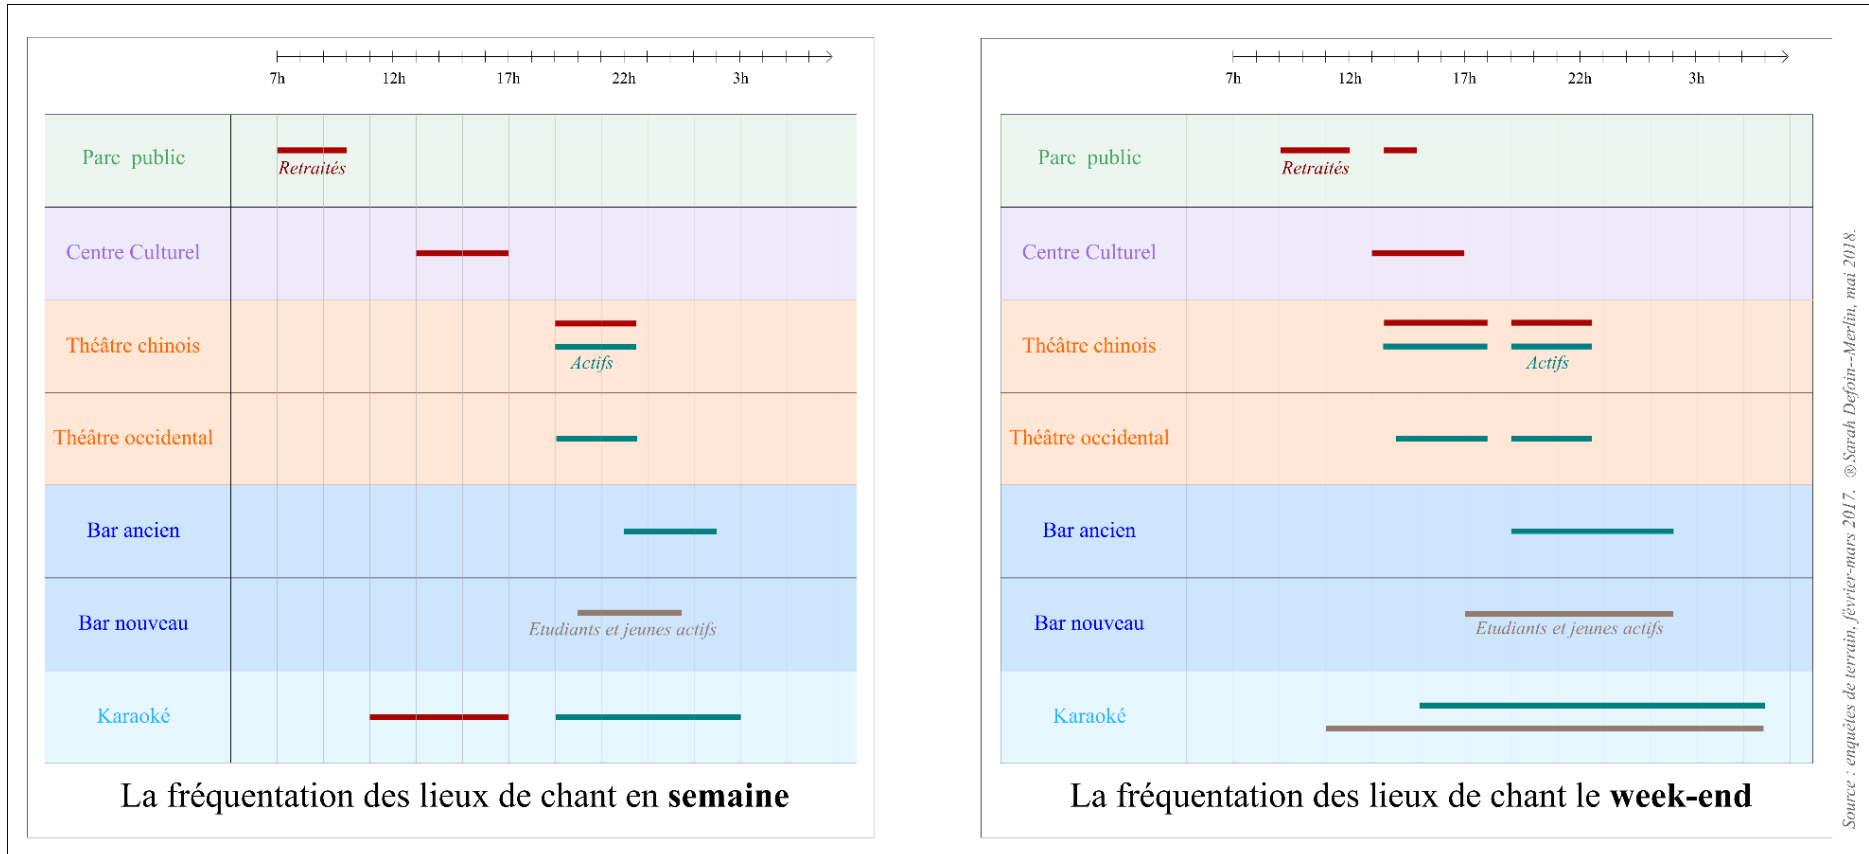 7h 12h 17h 22h 3h
Parc public
Retraités
Centre Culturel
Théâtre chinois
Actifs
Théâtre occidental
Bar ancien
Bar nouveau
Etudiants et jeunes actifs
Karaoké
La fréquentation des lieux de chant en semaine
7h 12h 17h 22h 3h
Parc public
Retraités
Centre Culturel
Théâtre chinois
Actifs
Théâtre occidental
Bar ancien
Bar nouveau
Etudiants et jeunes actifs
Karaoké
La fréquentation des lieux de chant le week-end
Source : enquêtes de terrain, février-mars 2017. ®Sarah Defoin--Merlin, mai 2018.